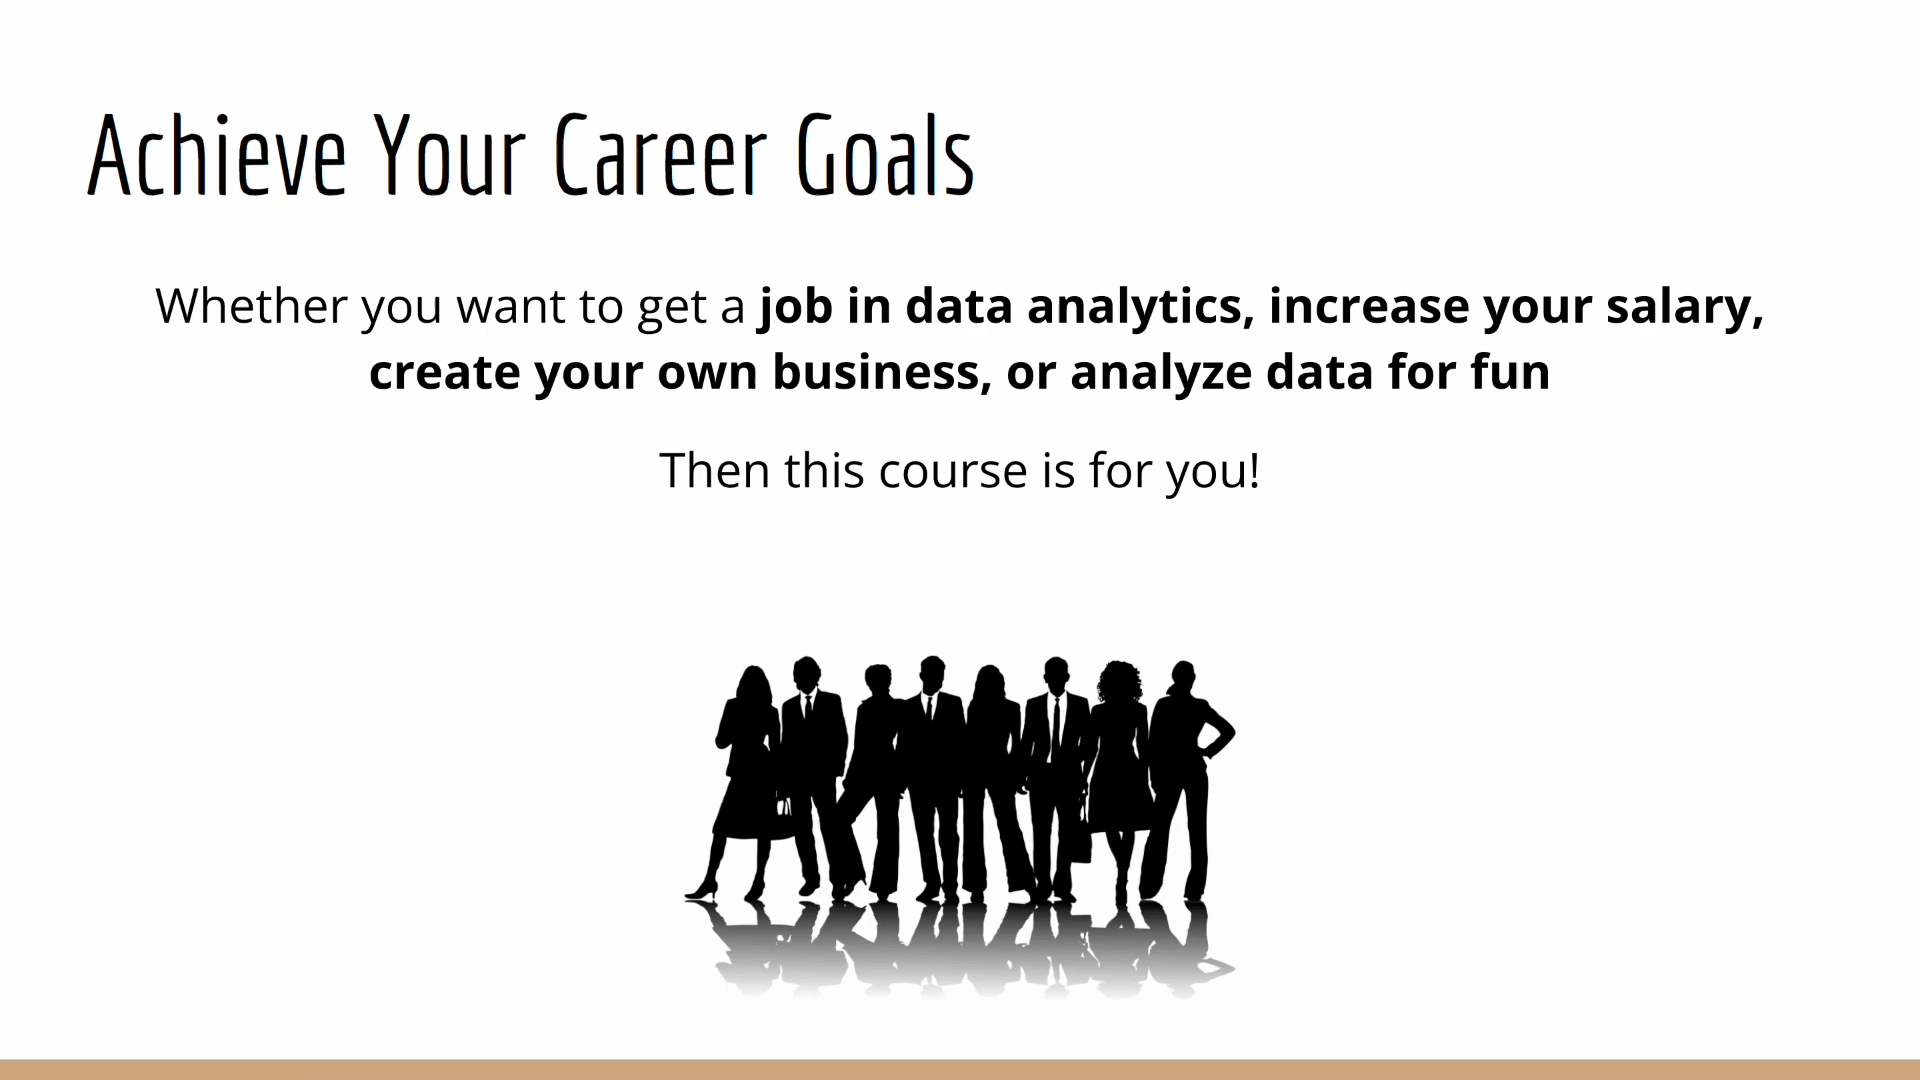 Achieve Your Career Goals
Whether you want to get a job in data analytics, increase your salary,
create your own business, or analyze data for fun
Then this course is for you!